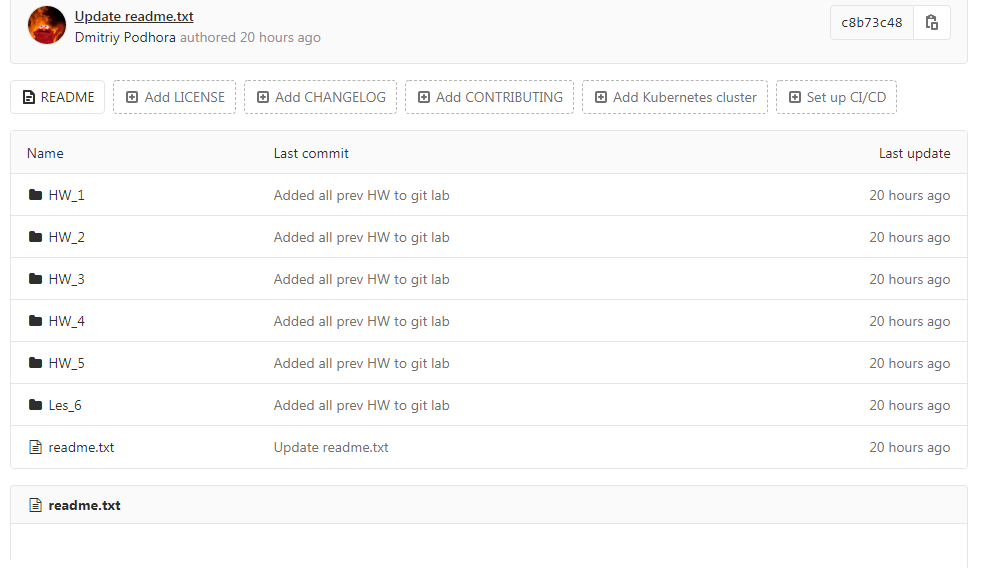 Update readme.txt
Dmitriy Podhora authored 20 hours ago
c8b73c48
README Add LICENSE Add CHANGELOG Add CONTRIBUTING Add Kubernetes cluster Set up CI/CD
Name Last commit Last update
HW_1 Added all prev HW to git lab 20 hours ago
HW_2 Added all prev HW to git lab 20 hours ago
HW_3 Added all prev HW to git lab 20 hours ago
HW_4 Added all prev HW to git lab 20 hours ago
HW_5 Added all prev HW to git lab 20 hours ago
Les_6 Added all prev HW to git lab 20 hours ago
readme.txt Update readme.txt 20 hours ago
readme.txt